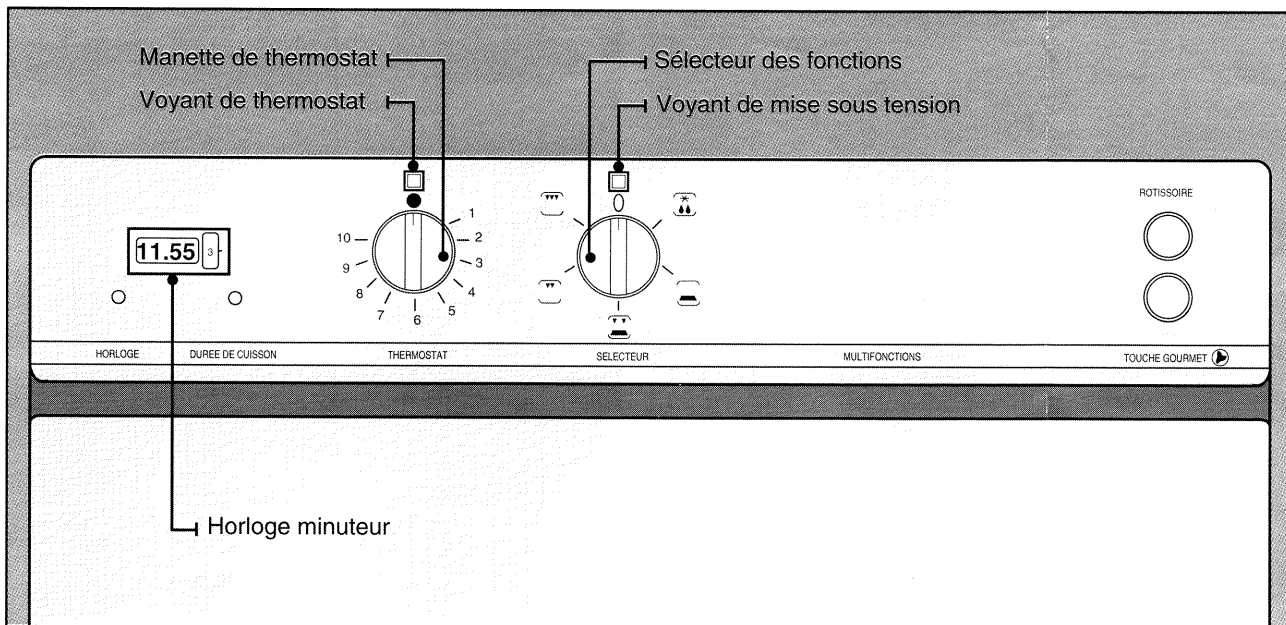 Manette de thermostat
Sélecteur des fonctions
Voyant de thermostat
Voyant de mise sous tension
ROTISSOIRE
11.55
3
1
2
3
4
5
6
7
8
9
10
0
HORLOGE
DUREE DE CUISSON
THERMOSTAT
SELECTEUR
MULTIFONCTIONS
TOUCHE GOURMET
Horloge minuteur